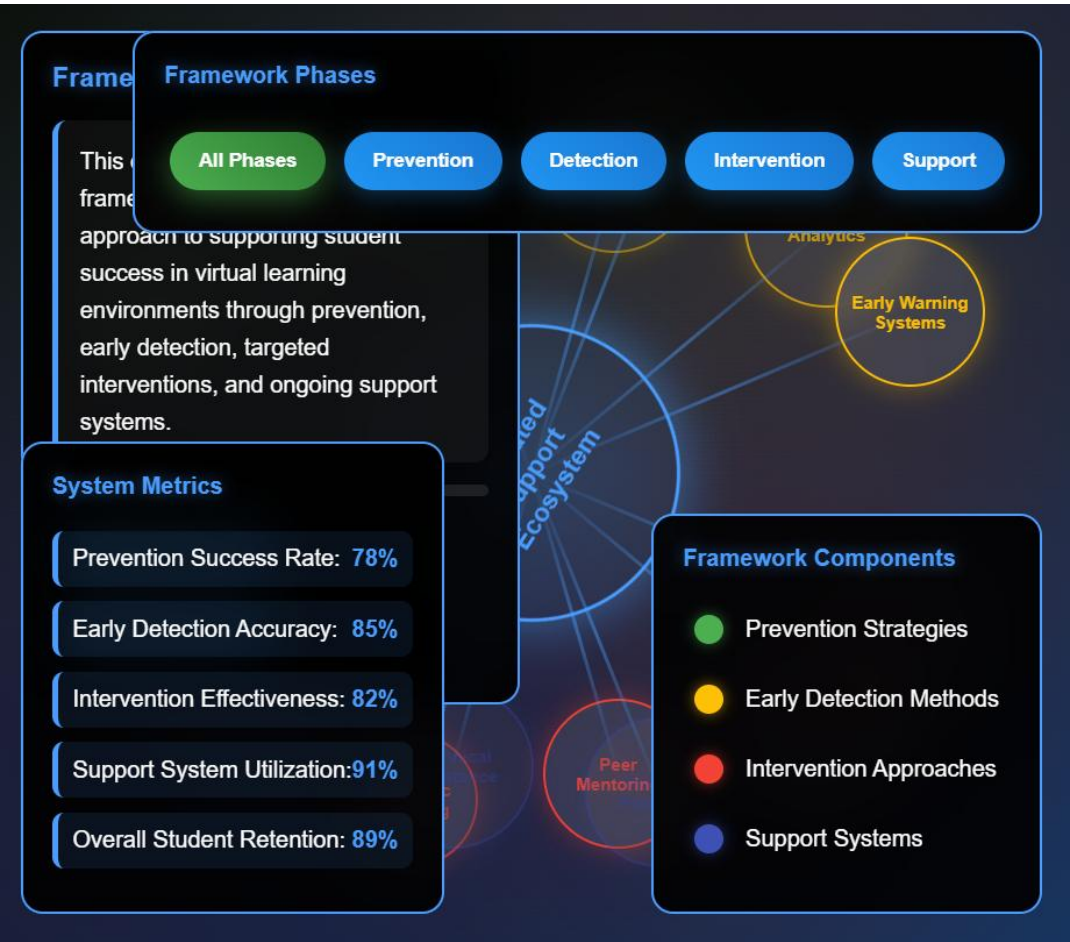 Framework Phases
All Phases
Prevention
Detection
Intervention
Support
Frame
This
frame
approach to supporting student
success in virtual learning
environments through prevention,
early detection, targeted
interventions, and ongoing support
systems.
Analytics
Early Warning
Systems
Ecosystem
System Metrics
Prevention Success Rate: 78%
Early Detection Accuracy: 85%
Intervention Effectiveness: 82%
Support System Utilization:91%
Overall Student Retention: 89%
Peer
Framework Components
Prevention Strategies
Early Detection Methods
Intervention Approaches
Support Systems